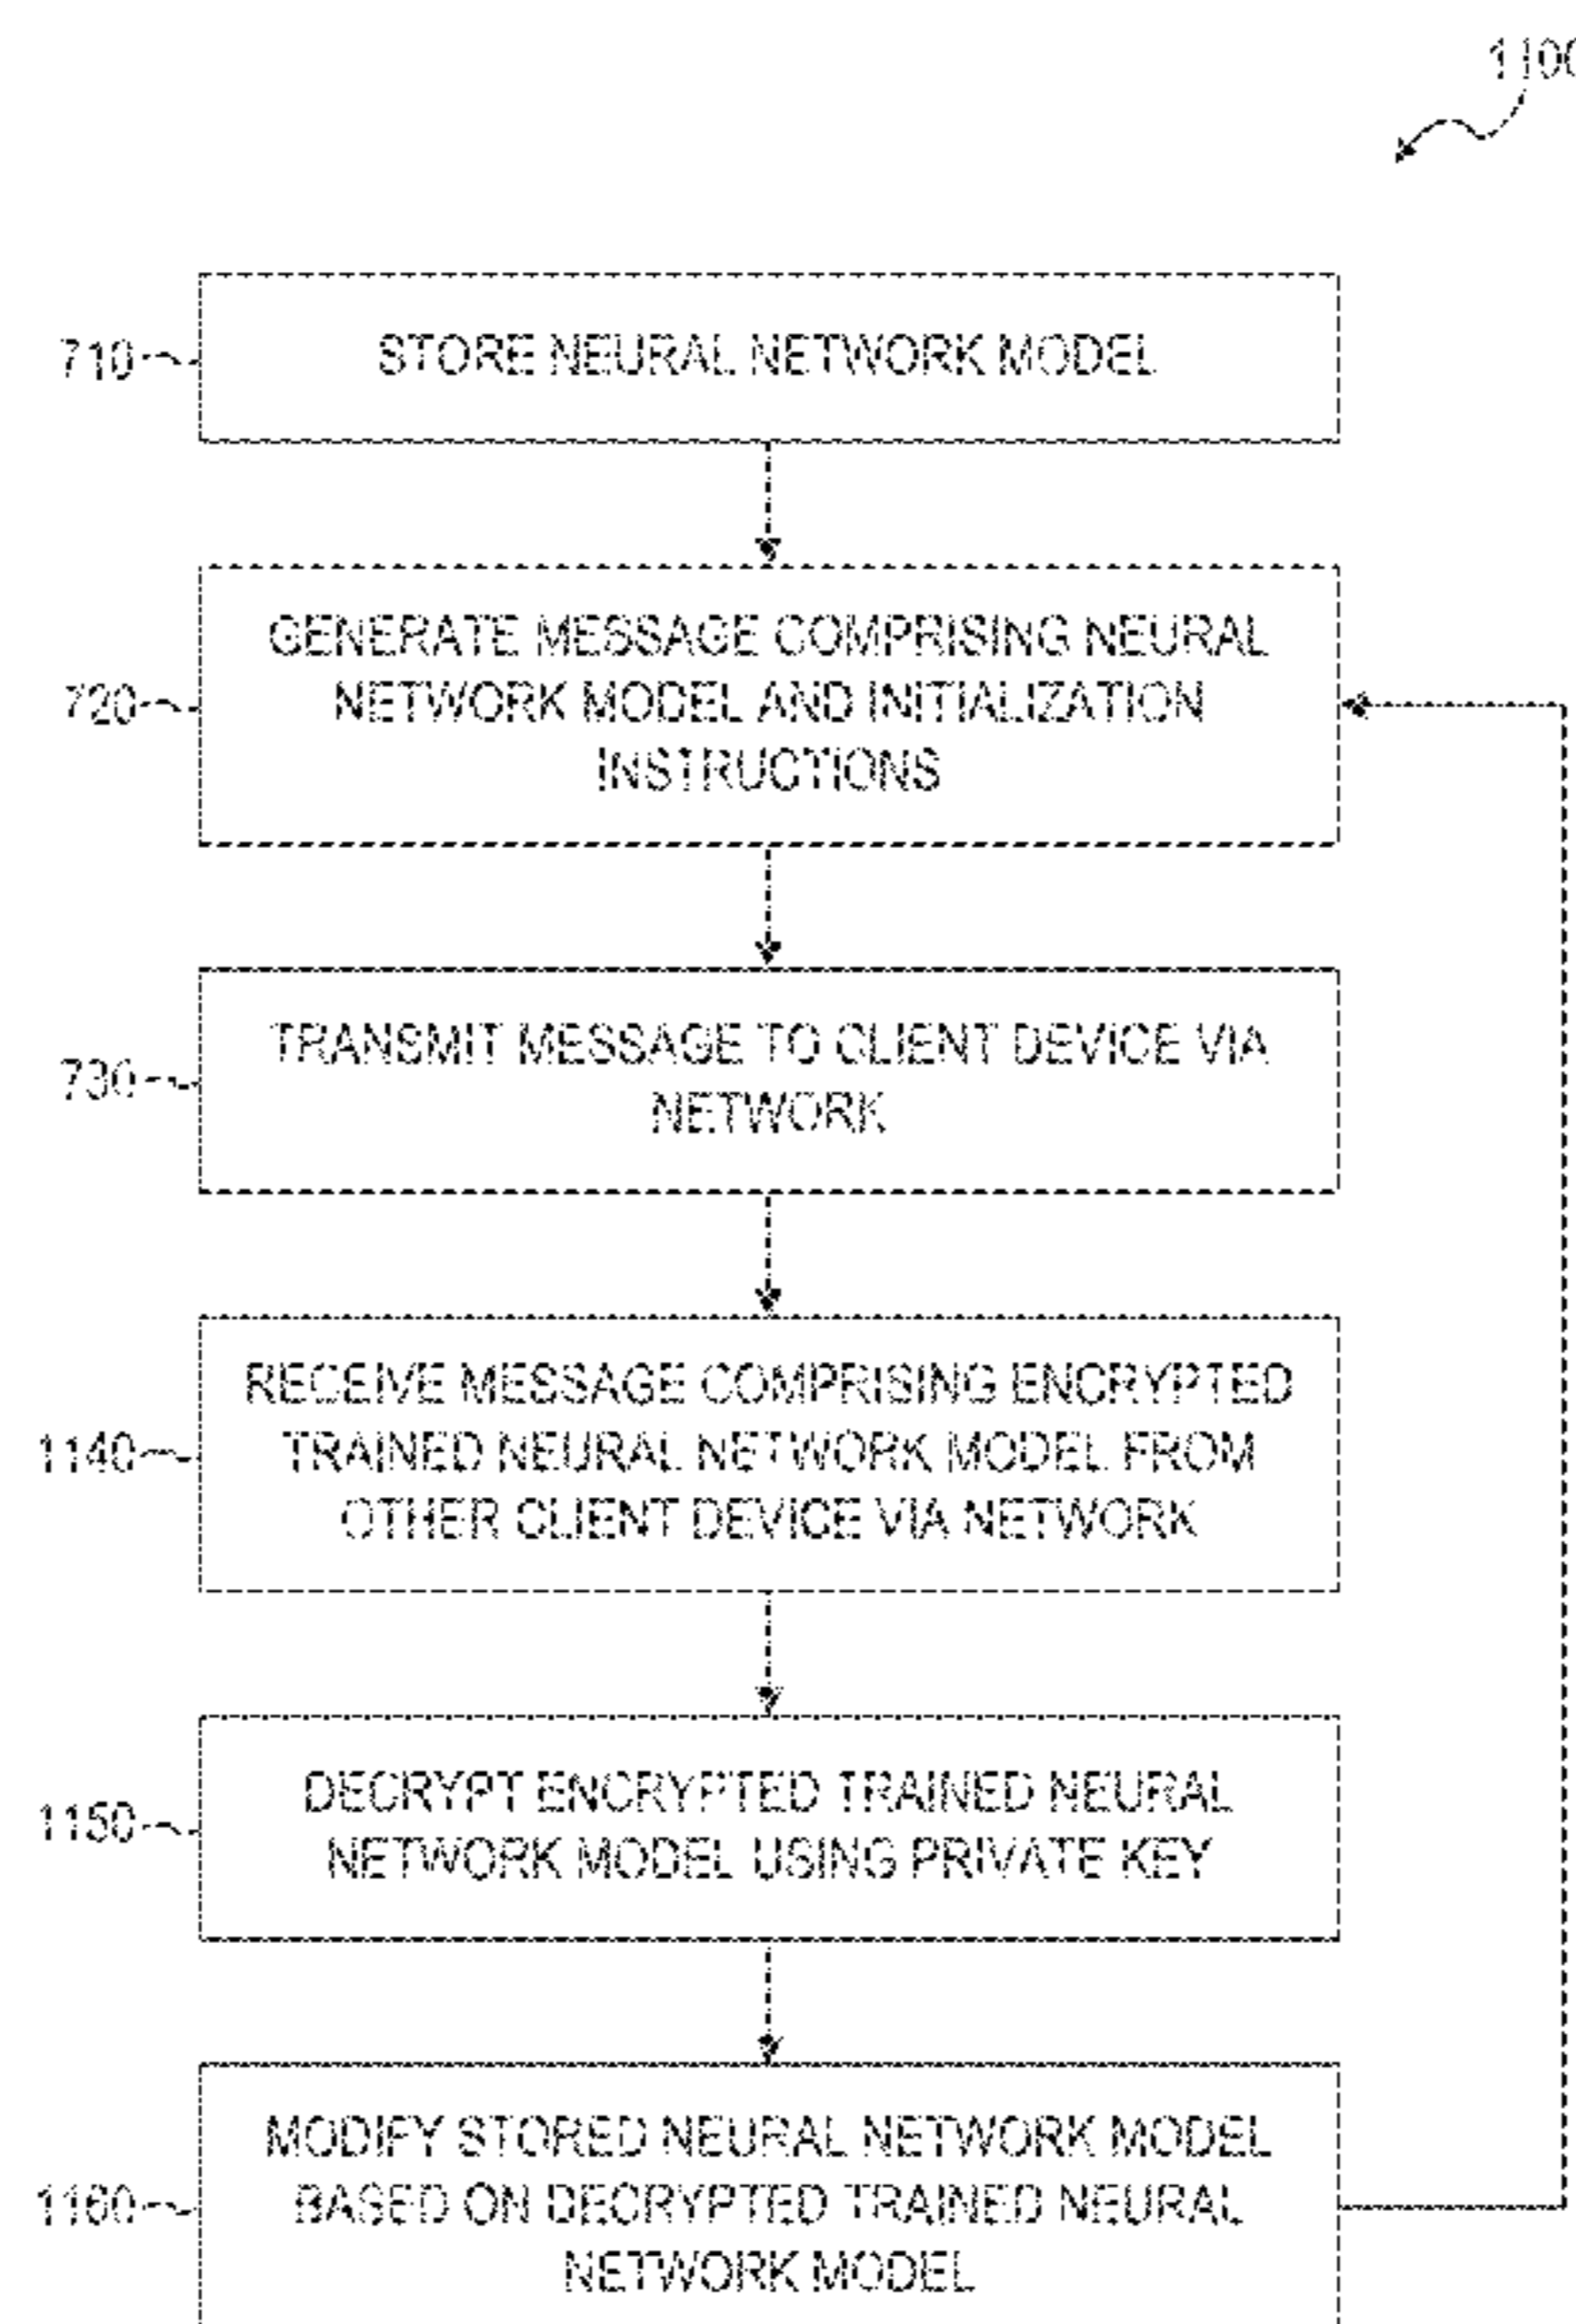 1100
710
STORE NEURAL NETWORK MODEL
720
GENERATE MESSAGE COMPRISING NEURAL
NETWORK MODEL AND INITIALIZATION
INSTRUCTIONS
730
TRANSMIT MESSAGE TO CLIENT DEVICE VIA
NETWORK
1140
RECEIVE MESSAGE COMPRISING ENCRYPTED
TRAINED NEURAL NETWORK MODEL FROM
OTHER CLIENT DEVICE VIA NETWORK
1150
DECRYPT ENCRYPTED TRAINED NEURAL
NETWORK MODEL USING PRIVATE KEY
1160
MODIFY STORED NEURAL NETWORK MODEL
BASED ON DECRYPTED TRAINED NEURAL
NETWORK MODEL